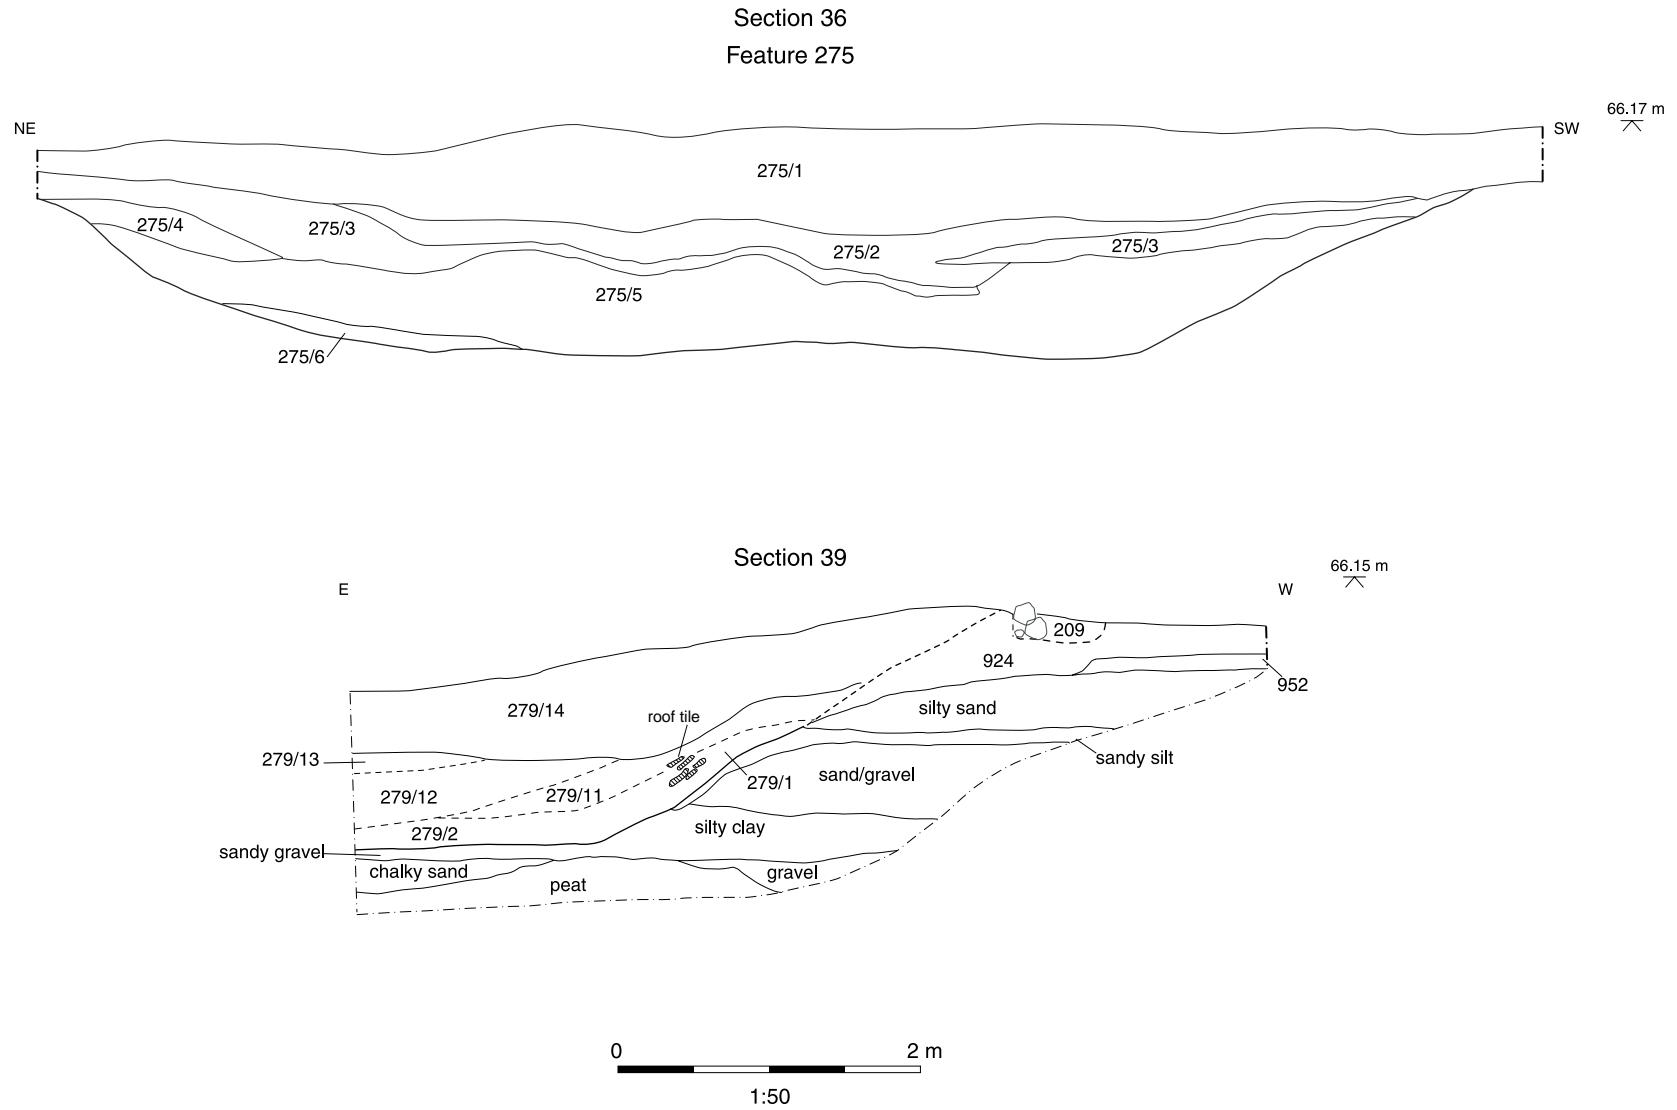 Section 36
Feature 275
NE
SW
66.17 m
275/1
275/4
275/3
275/2
275/3
275/5
275/6
Section 39
E
W
66.15 m
209
924
952
279/14
silty sand
roof tile
279/13
sandy silt
279/12
279/11
279/1
sand/gravel
279/2
silty clay
sandy gravel
chalky sand
peat
gravel
0
2 m
1:50